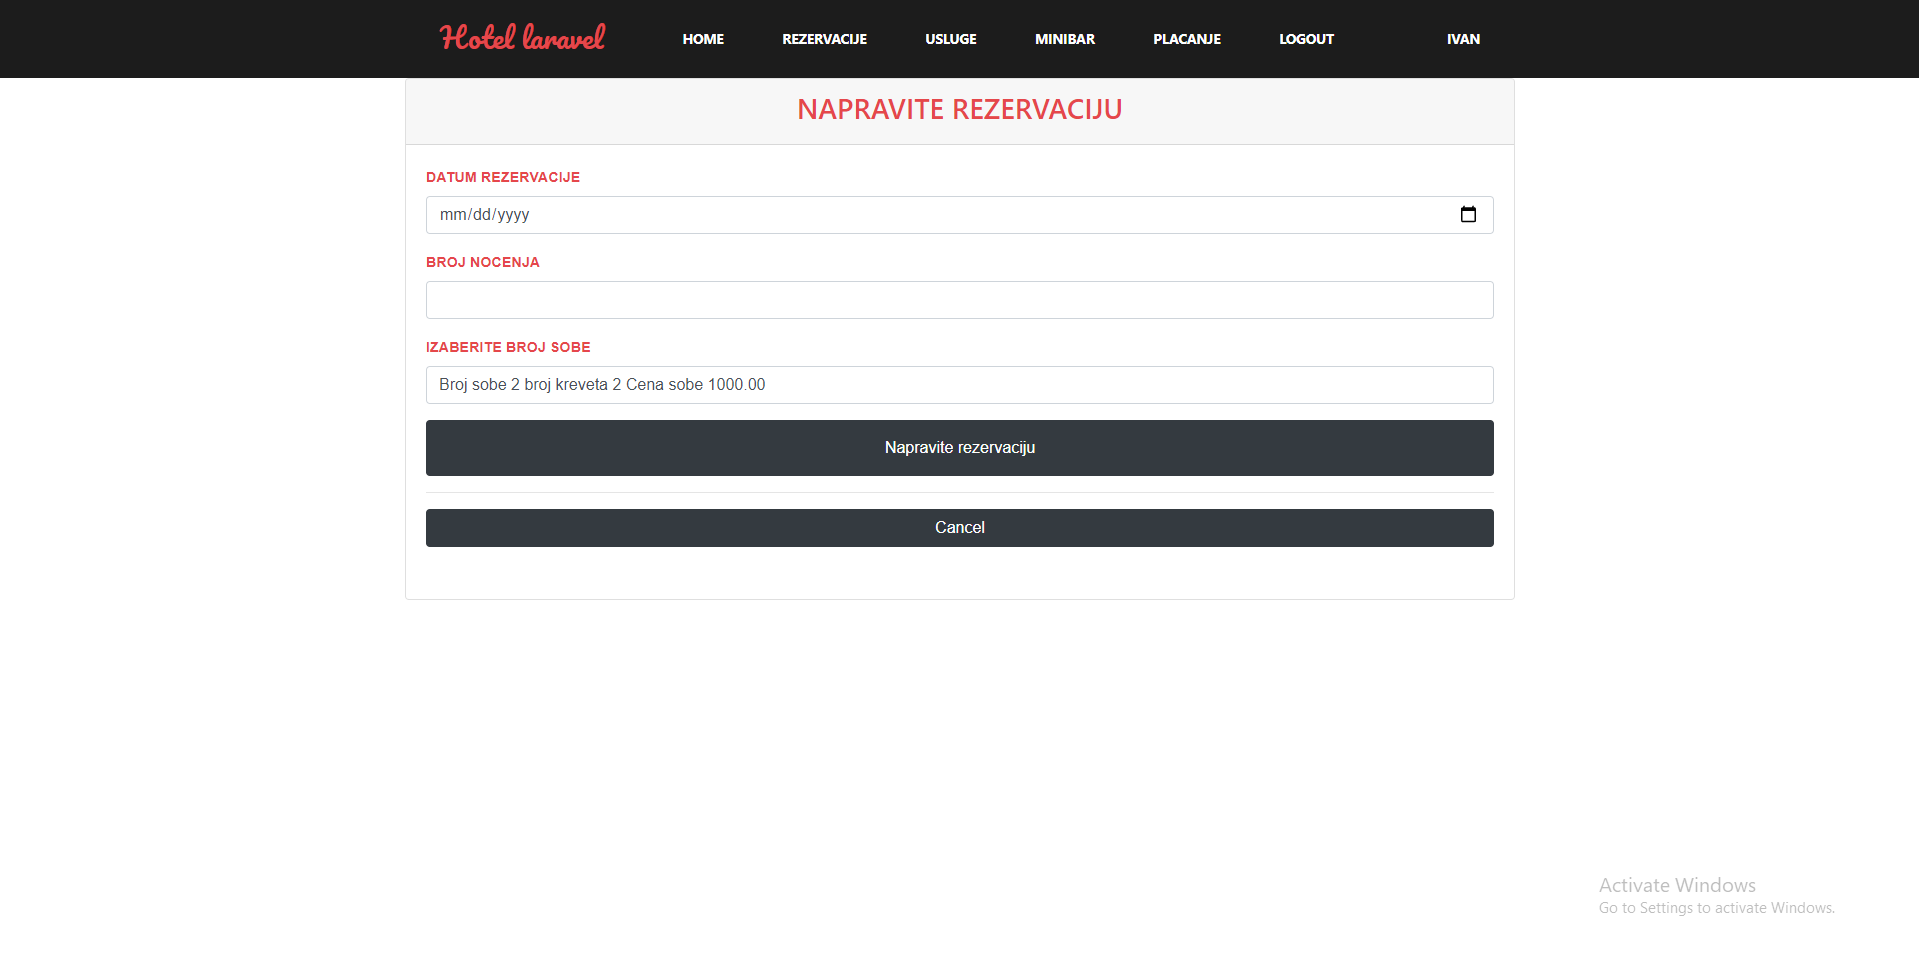 Hotel laravel HOME REZERVACIJE USLUGE MINIBAR PLACANJE LOGOUT IVAN
NAPRAVITE REZERVACIJU
DATUM REZERVACIJE
mm/dd/yyyy
BROJ NOCENJA
IZABERITE BROJ SOBE
Broj sobe 2 broj kreveta 2 Cena sobe 1000.00
Napravite rezervaciju
Cancel
Activate Windows
Go to Settings to activate Windows.